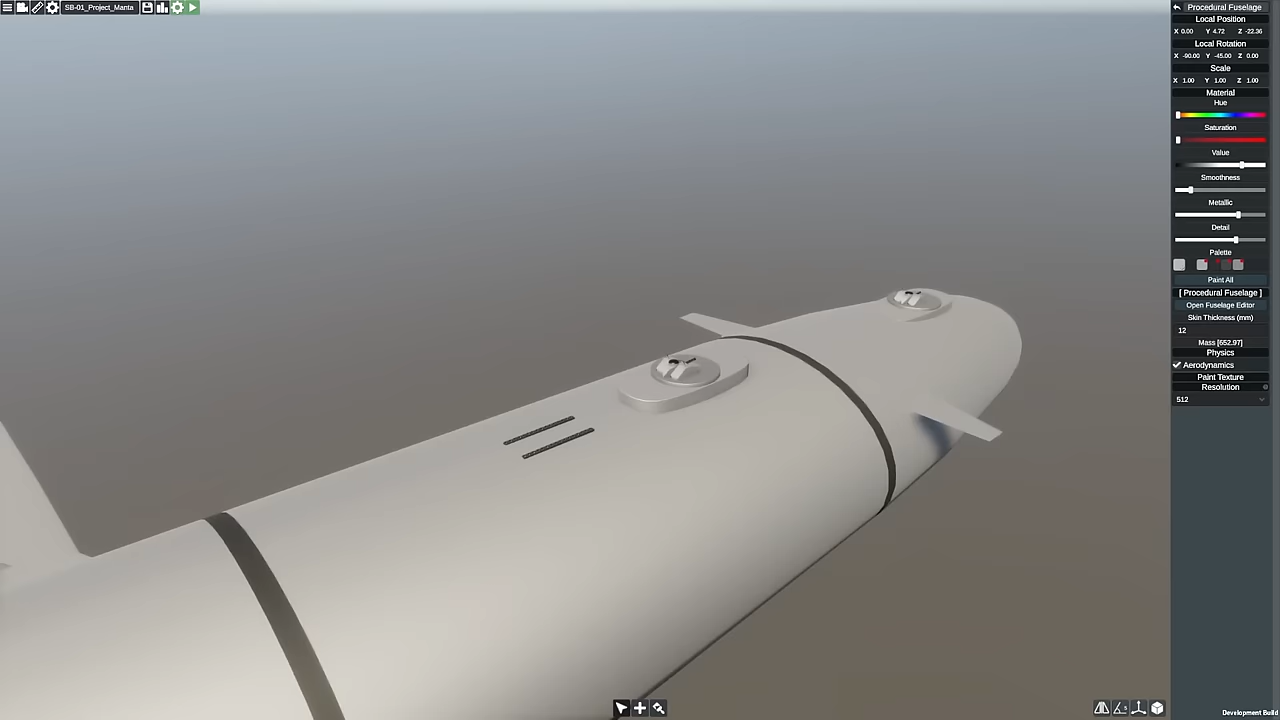 SB-01_Project_Manta
Procedural Fuselage
Local Position
X 0.00 Y 4.72 Z -22.36
Local Rotation
X -90.00 Y -45.00 Z 0.00
Scale
X 1.00 Y 1.00 Z 1.00
Material
Hue
Saturation
Value
Smoothness
Metallic
Detail
Palette
Paint All
[ Procedural Fuselage ]
Open Fuselage Editor
Skin Thickness (mm)
12
Mass [652.97]
Physics
Aerodynamics
Paint Texture
Resolution
512
Development Build